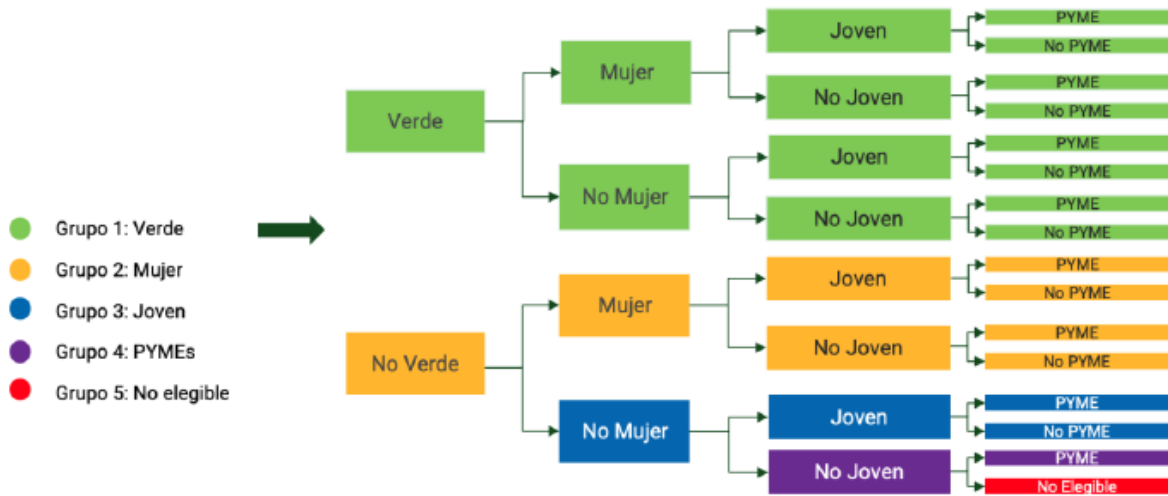 Grupo 1: Verde
Grupo 2: Mujer
Grupo 3: Joven
Grupo 4: PYMEs
Grupo 5: No elegible
Verde
Mujer
Joven
PYME
No PYME
No Joven
PYME
No PYME
No Mujer
Joven
PYME
No PYME
No Joven
PYME
No PYME
No Verde
Mujer
Joven
PYME
No PYME
No Joven
PYME
No PYME
No Mujer
Joven
PYME
No PYME
No Joven
PYME
No Elegible